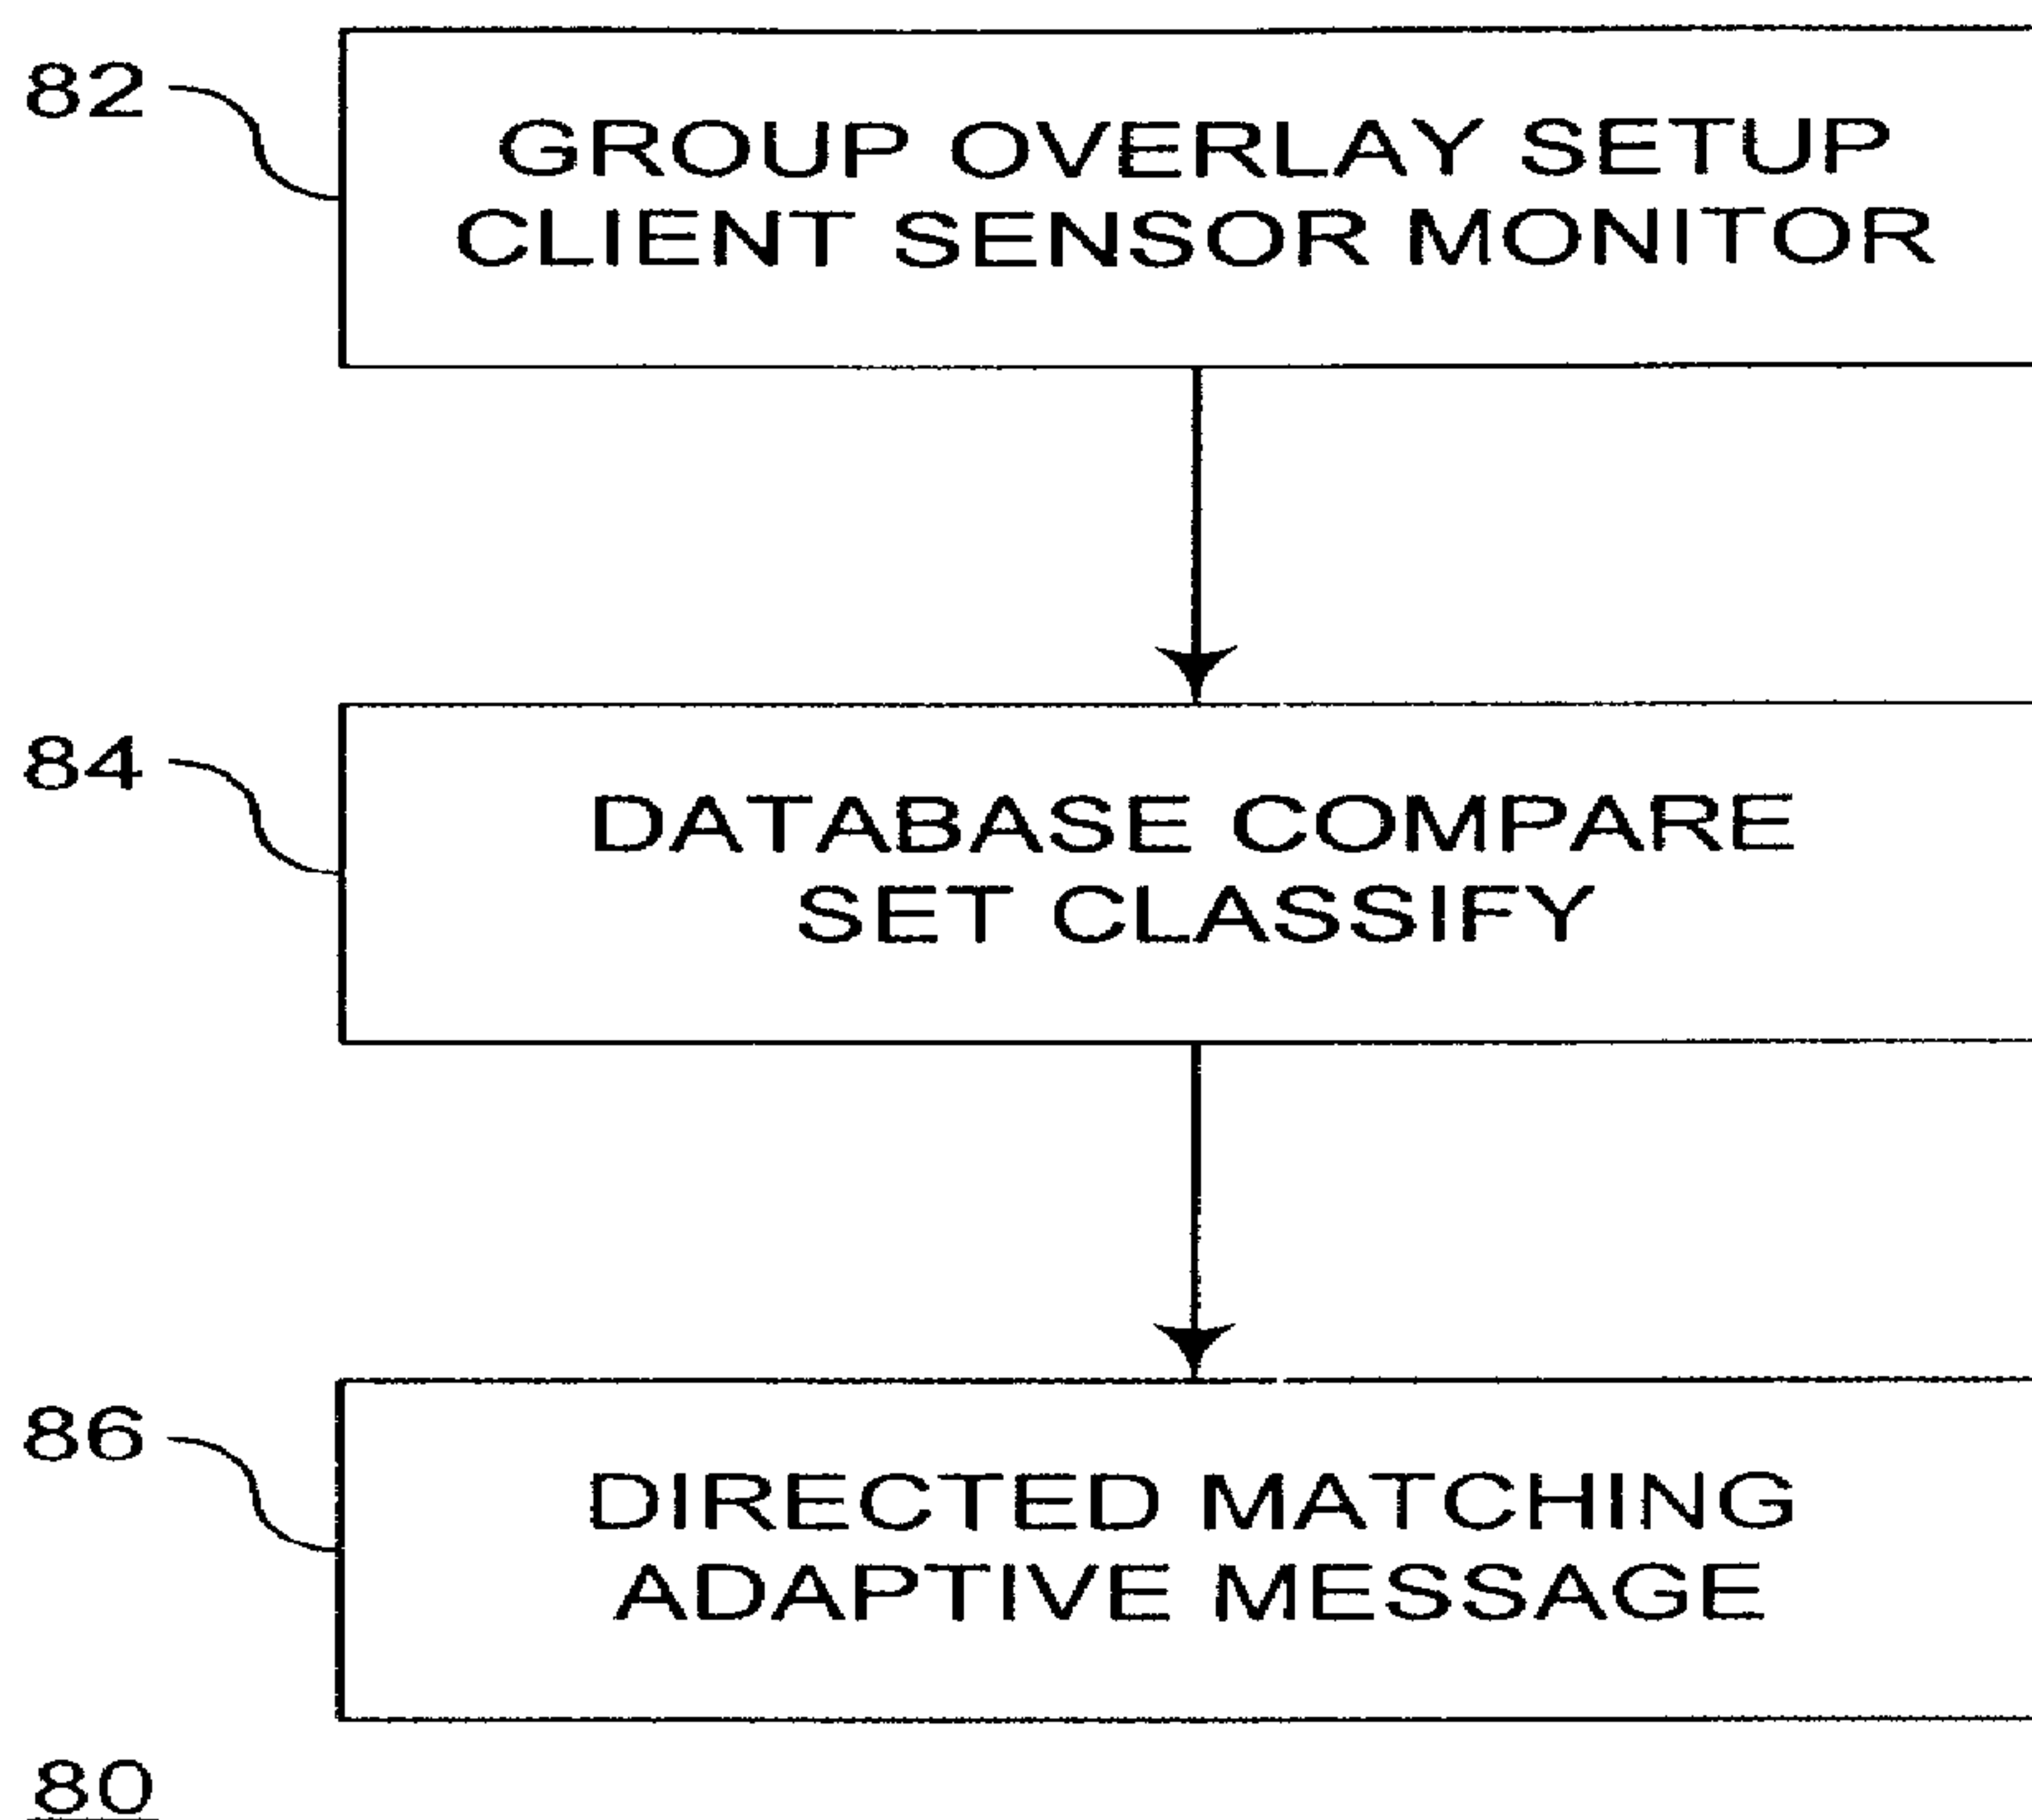 82
GROUP OVERLAY SETUP
CLIENT SENSOR MONITOR
84
DATABASE COMPARE
SET CLASSIFY
86
DIRECTED MATCHING
ADAPTIVE MESSAGE
80